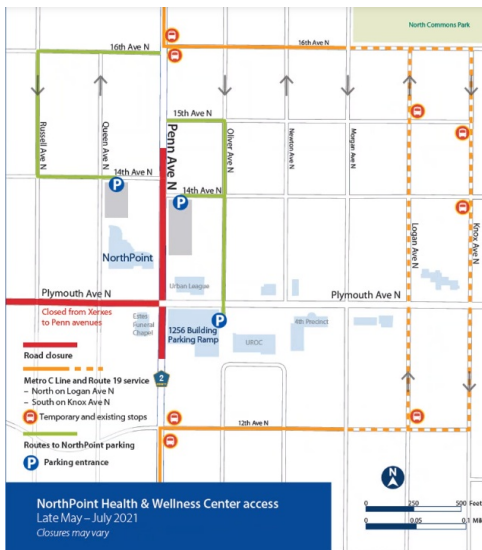 North Commons Park
16th Ave N
16th Ave N
15th Ave N
Russell Ave N
Queen Ave N
Penn Ave N
Oliver Ave N
Newton Ave N
Morgan Ave N
Logan Ave N
Knox Ave N
14th Ave N
P
14th Ave N
P
NorthPoint
Urban League
Plymouth Ave N
Plymouth Ave N
Closed from Xerxes
to Penn avenues
Estes
Funeral
Chapel
1256 Building
Parking Ramp
P
UROC
4th Precinct
2
12th Ave N
Road closure
Metro C Line and Route 19 service
– North on Logan Ave N
– South on Knox Ave N
Temporary and existing stops
Routes to NorthPoint parking
P Parking entrance
N
0 250 500 Feet
0 0.05 0.1 Mil
NorthPoint Health & Wellness Center access
Late May – July 2021
Closures may vary